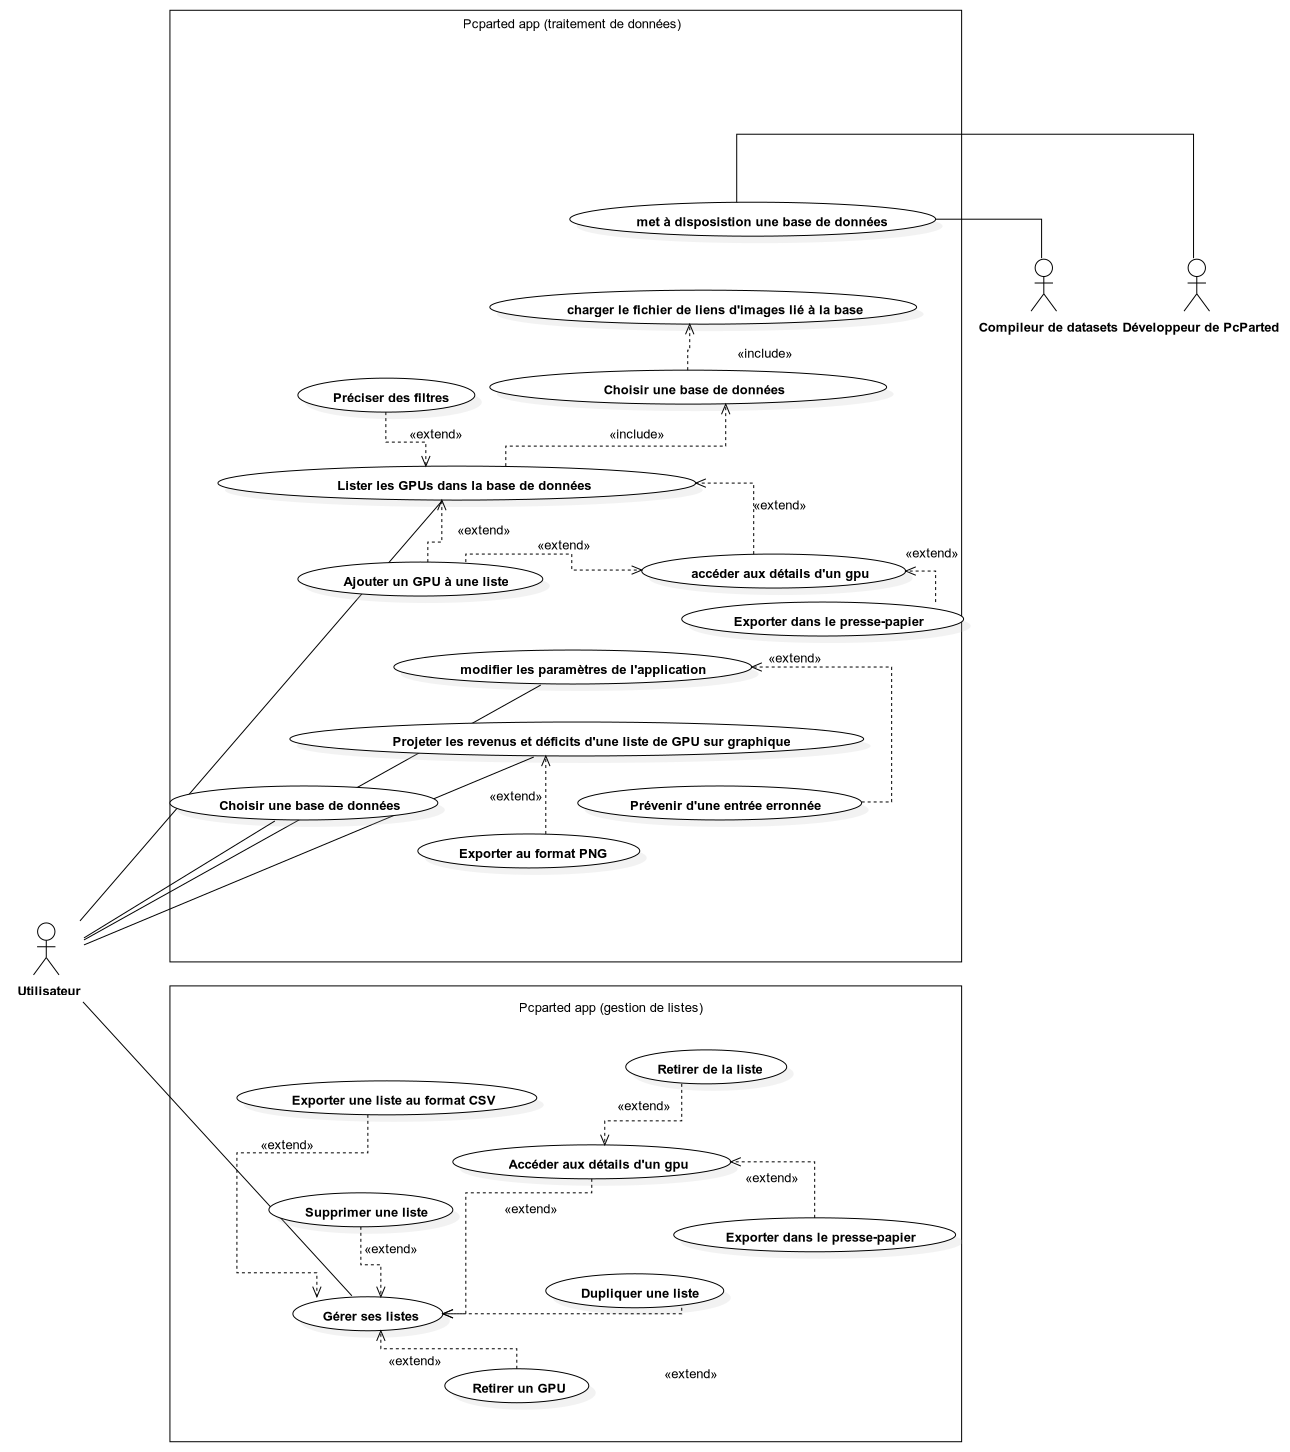 Pcparted app (traitement de données)
met à disposistion une base de données
Compileur de datasets
Développeur de PcParted
charger le fichier de liens d'images lié à la base
«include»
Choisir une base de données
Préciser des filtres
«extend»
«include»
Lister les GPUs dans la base de données
«extend»
«extend»
«extend»
«extend»
accéder aux détails d'un gpu
Ajouter un GPU à une liste
Exporter dans le presse-papier
«extend»
modifier les paramètres de l'application
Projeter les revenus et déficits d'une liste de GPU sur graphique
«extend»
Choisir une base de données
Prévenir d'une entrée erronnée
Exporter au format PNG
Utilisateur
Pcparted app (gestion de listes)
Retirer de la liste
Exporter une liste au format CSV
«extend»
«extend»
Accéder aux détails d'un gpu
«extend»
Supprimer une liste
«extend»
Exporter dans le presse-papier
«extend»
Dupliquer une liste
Gérer ses listes
«extend»
«extend»
Retirer un GPU